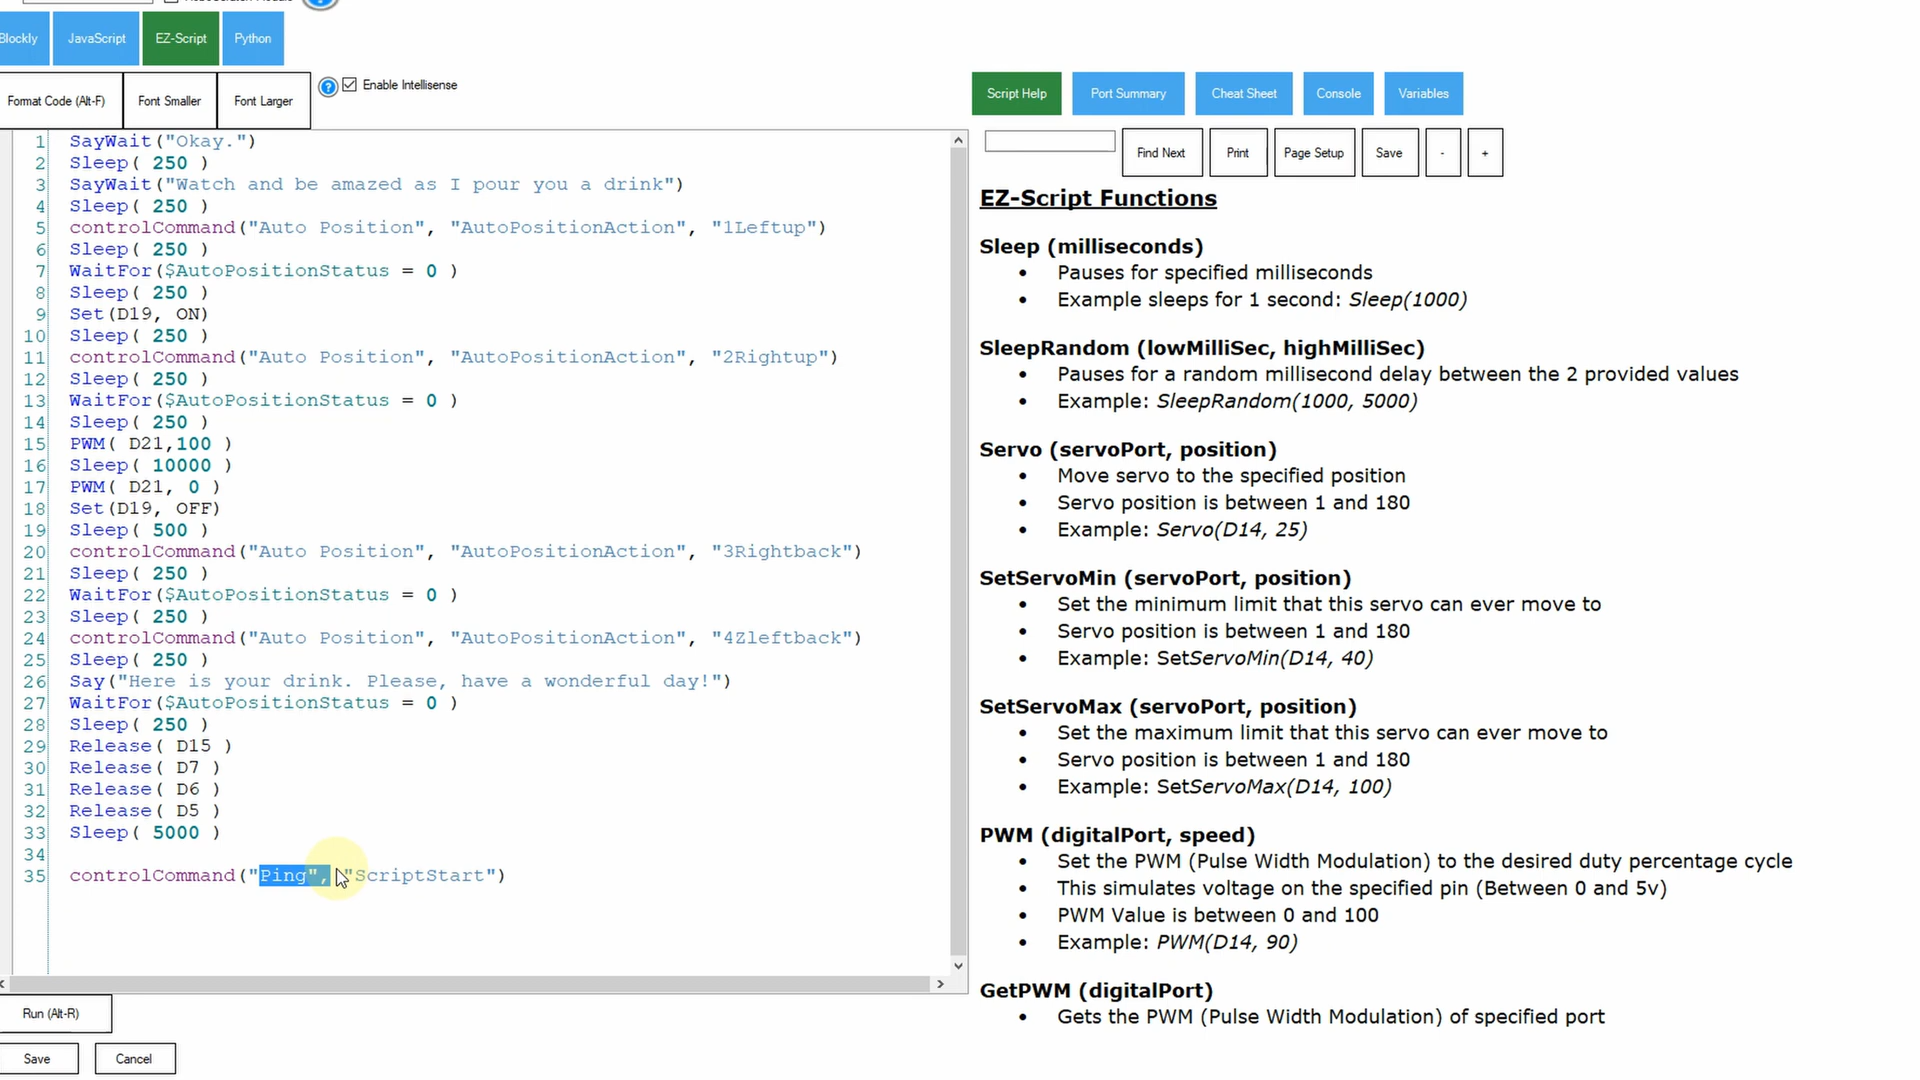 Blockly
JavaScript
EZ-Script
Python
Format Code (Alt-F)
Font Smaller
Font Larger
Enable Intellisense
1 SayWait("Okay.")
2 Sleep( 250 )
3 SayWait("Watch and be amazed as I pour you a drink")
4 Sleep( 250 )
5 controlCommand("Auto Position", "AutoPositionAction", "1Leftup")
6 Sleep( 250 )
7 WaitFor($AutoPositionStatus = 0 )
8 Sleep( 250 )
9 Set(D19, ON)
10 Sleep( 250 )
11 controlCommand("Auto Position", "AutoPositionAction", "2Rightup")
12 Sleep( 250 )
13 WaitFor($AutoPositionStatus = 0 )
14 Sleep( 250 )
15 PWM( D21,100 )
16 Sleep( 10000 )
17 PWM( D21, 0 )
18 Set(D19, OFF)
19 Sleep( 500 )
20 controlCommand("Auto Position", "AutoPositionAction", "3Rightback")
21 Sleep( 250 )
22 WaitFor($AutoPositionStatus = 0 )
23 Sleep( 250 )
24 controlCommand("Auto Position", "AutoPositionAction", "4Zleftback")
25 Sleep( 250 )
26 Say("Here is your drink. Please, have a wonderful day!")
27 WaitFor($AutoPositionStatus = 0 )
28 Sleep( 250 )
29 Release( D15 )
30 Release( D7 )
31 Release( D6 )
32 Release( D5 )
33 Sleep( 5000 )
34
35 controlCommand("Ping", "ScriptStart")
Run (Alt-R)
Save
Cancel
Script Help
Port Summary
Cheat Sheet
Console
Variables
Find Next
Print
Page Setup
Save
-
+
EZ-Script Functions
Sleep (milliseconds)
• Pauses for specified milliseconds
• Example sleeps for 1 second: Sleep(1000)
SleepRandom (lowMilliSec, highMilliSec)
• Pauses for a random millisecond delay between the 2 provided values
• Example: SleepRandom(1000, 5000)
Servo (servoPort, position)
• Move servo to the specified position
• Servo position is between 1 and 180
• Example: Servo(D14, 25)
SetServoMin (servoPort, position)
• Set the minimum limit that this servo can ever move to
• Servo position is between 1 and 180
• Example: SetServoMin(D14, 40)
SetServoMax (servoPort, position)
• Set the maximum limit that this servo can ever move to
• Servo position is between 1 and 180
• Example: SetServoMax(D14, 100)
PWM (digitalPort, speed)
• Set the PWM (Pulse Width Modulation) to the desired duty percentage cycle
• This simulates voltage on the specified pin (Between 0 and 5v)
• PWM Value is between 0 and 100
• Example: PWM(D14, 90)
GetPWM (digitalPort)
• Gets the PWM (Pulse Width Modulation) of specified port